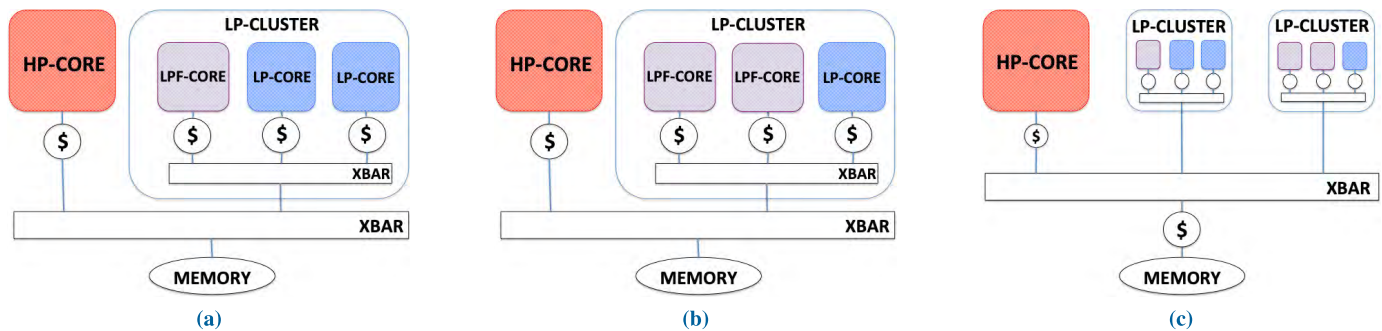 LP-CLUSTER
HP-CORE
LPF-CORE LP-CORE LP-CORE
$ $ $ $
XBAR
XBAR
MEMORY
(a)
LP-CLUSTER
HP-CORE
LPF-CORE LPF-CORE LP-CORE
$ $ $ $
XBAR
XBAR
MEMORY
(b)
LP-CLUSTER LP-CLUSTER
HP-CORE
$
XBAR
$
MEMORY
(c)